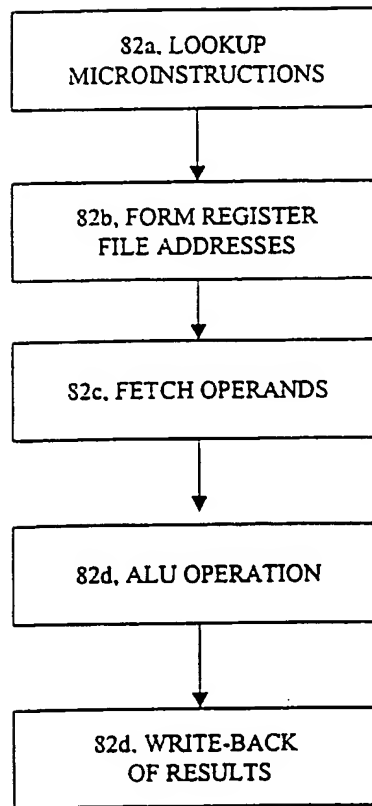 82a. LOOKUP
MICROINSTRUCTIONS
82b, FORM REGISTER
FILE ADDRESSES
82c. FETCH OPERANDS
82d, ALU OPERATION
82d. WRITE-BACK
OF RESULTS